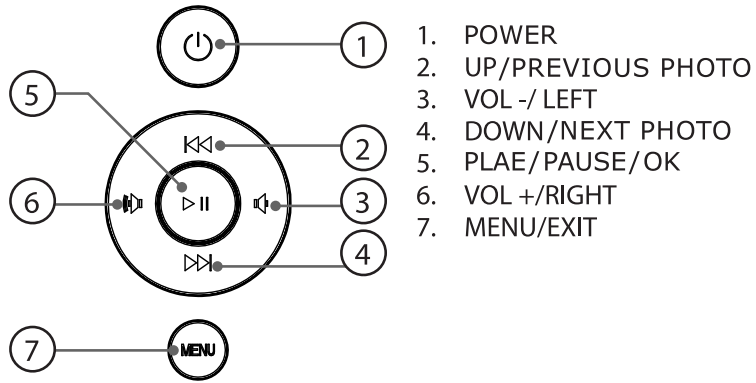 1
1. POWER
2. UP/PREVIOUS PHOTO
3. VOL -/ LEFT
4. DOWN/NEXT PHOTO
5. PLAE/PAUSE/OK
6. VOL +/RIGHT
7. MENU/EXIT
5
2
6
3
4
7
MENU